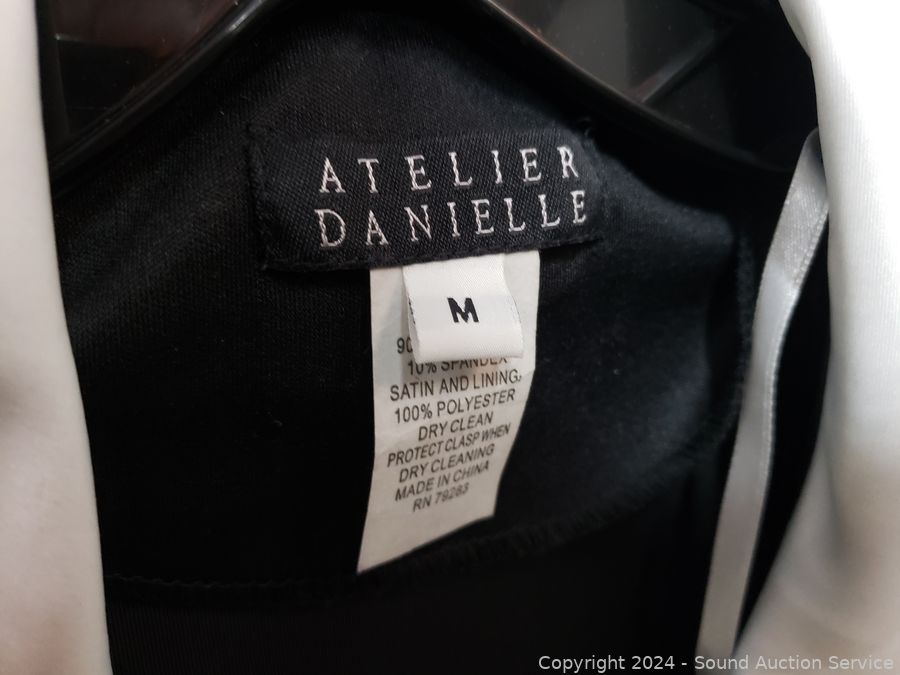 ATELIER
DANIELLE
M
90
10% SPANDEX
SATIN AND LINING:
100% POLYESTER
DRY CLEAN
PROTECT CLASP WHEN
DRY CLEANING
MADE IN CHINA
RN 79263
Copyright 2024 - Sound Auction Service